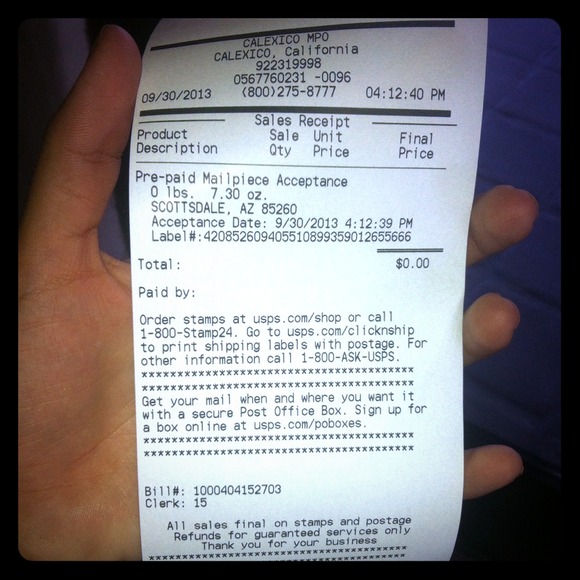 CALEXICO MPO
CALEXICO, California
922319998
0567760231 -0096
09/30/2013 (800)275-8777 04:12:40 PM
Sales Receipt
Product Sale Unit Final
Description Qty Price Price
Pre-paid Mailpiece Acceptance
0 lbs. 7.30 oz.
SCOTTSDALE, AZ 85260
Acceptance Date: 9/30/2013 4:12:39 PM
Label#:420852609405510899359012655666
Total: $0.00
Paid by:
Order stamps at usps.com/shop or call
1-800-Stamp24. Go to usps.com/clicknship
to print shipping labels with postage. For
other information call 1-800-ASK-USPS.
****************************************
****************************************
Get your mail when and where you want it
with a secure Post Office Box. Sign up for
a box online at usps.com/poboxes.
****************************************
****************************************
Bill#: 1000404152703
Clerk: 15
All sales final on stamps and postage
Refunds for guaranteed services only
Thank you for your business
****************************************